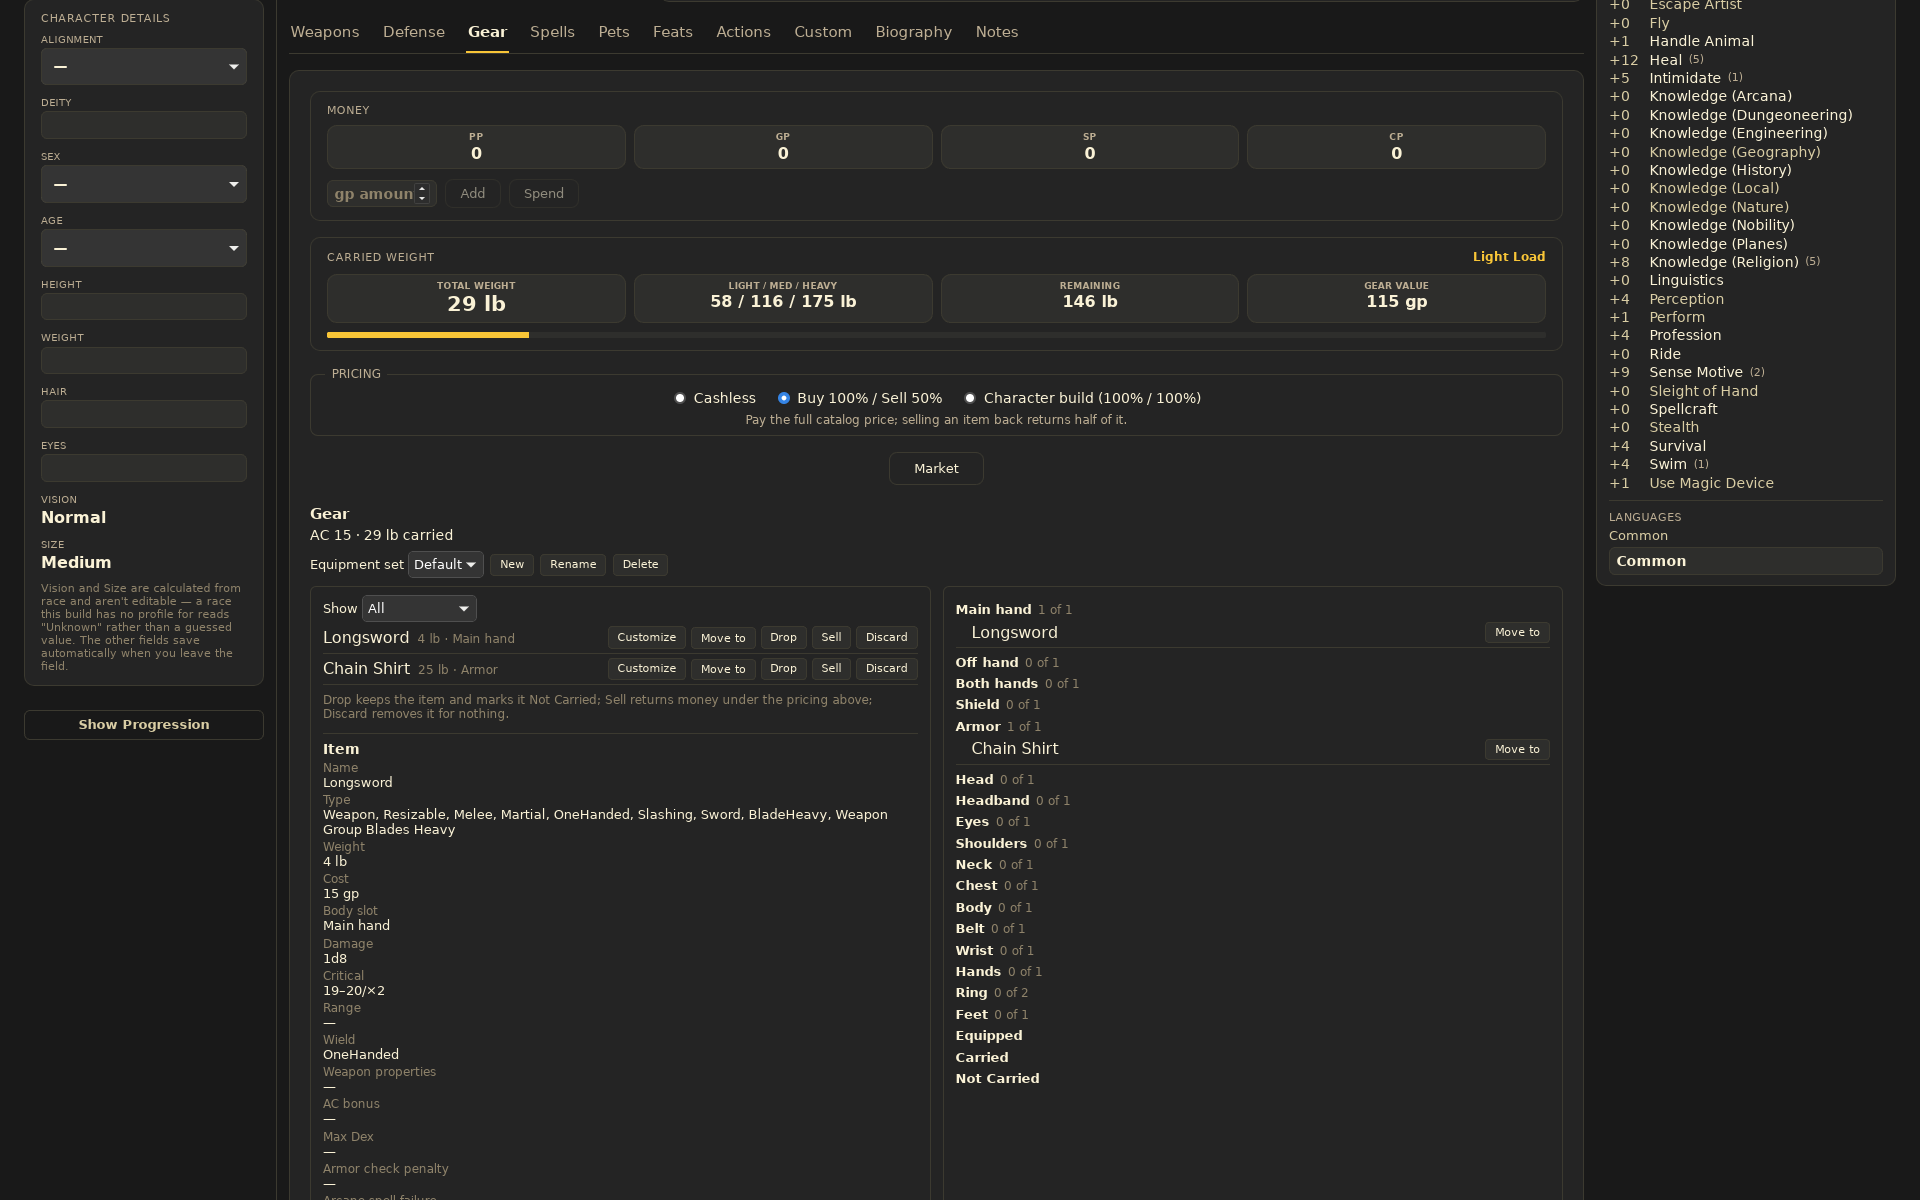 CHARACTER DETAILS
ALIGNMENT
—
DEITY
SEX
—
AGE
—
HEIGHT
WEIGHT
HAIR
EYES
VISION
Normal
SIZE
Medium
Vision and Size are calculated from
race and aren't editable — a race
this build has no profile for reads
"Unknown" rather than a guessed
value. The other fields save
automatically when you leave the
field.
Show Progression
Weapons Defense Gear Spells Pets Feats Actions Custom Biography Notes
MONEY
PP GP SP CP
0 0 0 0
gp amoun Add Spend
CARRIED WEIGHT Light Load
TOTAL WEIGHT LIGHT / MED / HEAVY REMAINING GEAR VALUE
29 lb 58 / 116 / 175 lb 146 lb 115 gp
PRICING
Cashless Buy 100% / Sell 50% Character build (100% / 100%)
Pay the full catalog price; selling an item back returns half of it.
Market
Gear
AC 15 · 29 lb carried
Equipment set Default New Rename Delete
Show All
Longsword 4 lb · Main hand Customize Move to Drop Sell Discard
Chain Shirt 25 lb · Armor Customize Move to Drop Sell Discard
Drop keeps the item and marks it Not Carried; Sell returns money under the pricing above;
Discard removes it for nothing.
Item
Name
Longsword
Type
Weapon, Resizable, Melee, Martial, OneHanded, Slashing, Sword, BladeHeavy, Weapon
Group Blades Heavy
Weight
4 lb
Cost
15 gp
Body slot
Main hand
Damage
1d8
Critical
19–20/×2
Range
—
Wield
OneHanded
Weapon properties
—
AC bonus
—
Max Dex
—
Armor check penalty
—
Arcane spell failure
Main hand 1 of 1
Longsword Move to
Off hand 0 of 1
Both hands 0 of 1
Shield 0 of 1
Armor 1 of 1
Chain Shirt Move to
Head 0 of 1
Headband 0 of 1
Eyes 0 of 1
Shoulders 0 of 1
Neck 0 of 1
Chest 0 of 1
Body 0 of 1
Belt 0 of 1
Wrist 0 of 1
Hands 0 of 1
Ring 0 of 2
Feet 0 of 1
Equipped
Carried
Not Carried
+0 Escape Artist
+0 Fly
+1 Handle Animal
+12 Heal (5)
+5 Intimidate (1)
+0 Knowledge (Arcana)
+0 Knowledge (Dungeoneering)
+0 Knowledge (Engineering)
+0 Knowledge (Geography)
+0 Knowledge (History)
+0 Knowledge (Local)
+0 Knowledge (Nature)
+0 Knowledge (Nobility)
+0 Knowledge (Planes)
+8 Knowledge (Religion) (5)
+0 Linguistics
+4 Perception
+1 Perform
+4 Profession
+0 Ride
+9 Sense Motive (2)
+0 Sleight of Hand
+0 Spellcraft
+0 Stealth
+4 Survival
+4 Swim (1)
+1 Use Magic Device
LANGUAGES
Common
Common